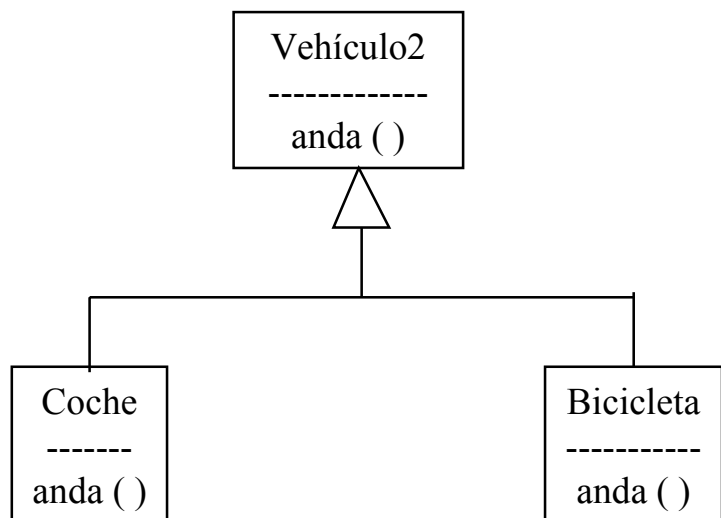 Vehículo2
-------------
anda ( )
Coche
-------
anda ( )
Bicicleta
-----------
anda ( )